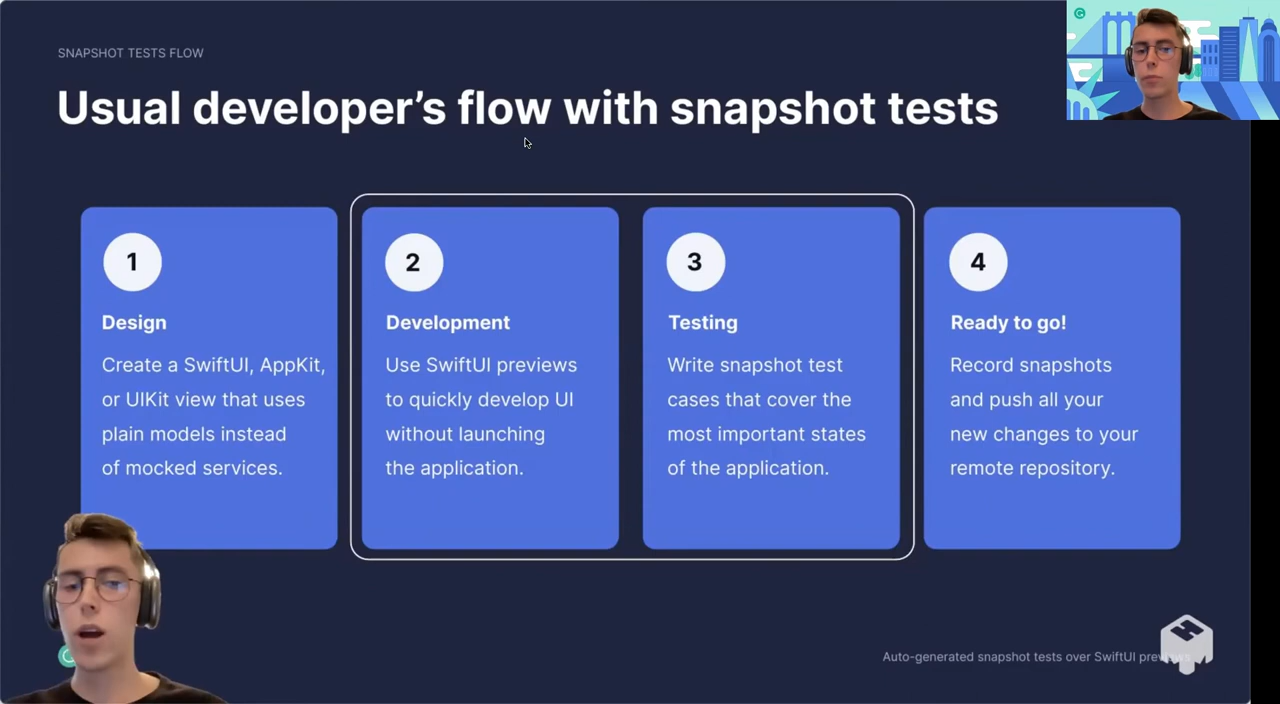 SNAPSHOT TESTS FLOW
Usual developer’s flow with snapshot tests
1
Design
Create a SwiftUI, AppKit,
or UIKit view that uses
plain models instead
of mocked services.
2
Development
Use SwiftUI previews
to quickly develop UI
without launching
the application.
3
Testing
Write snapshot test
cases that cover the
most important states
of the application.
4
Ready to go!
Record snapshots
and push all your
new changes to your
remote repository.
Auto-generated snapshot tests over SwiftUI previews